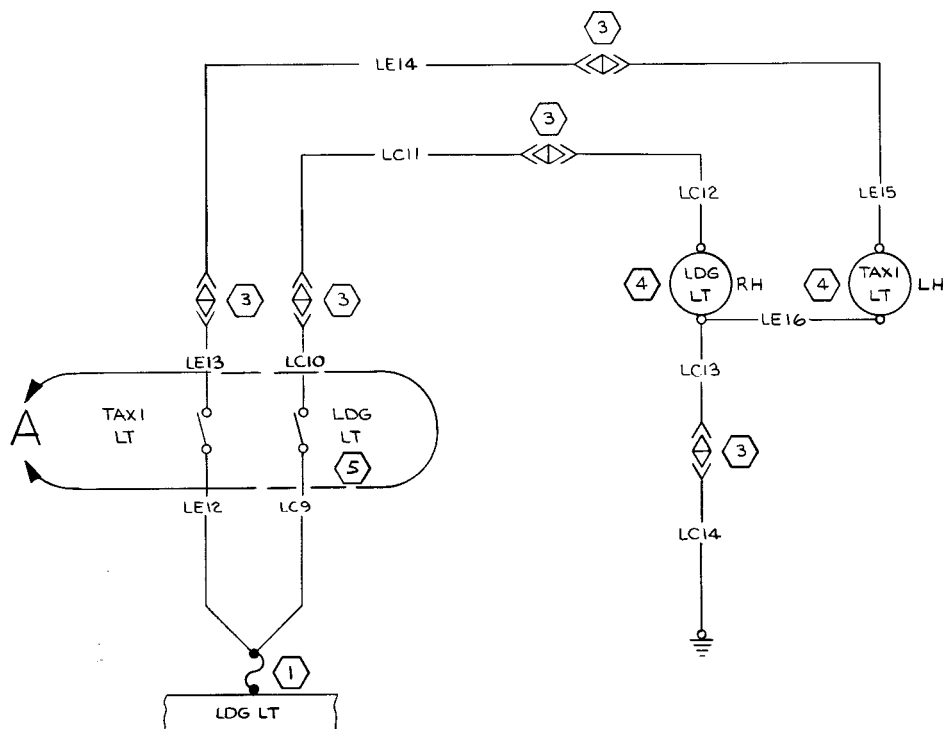 3
LE14
3
LC11
LC12
LE15
4
LDG
LT
RH
4
TAXI
LT
LH
3
3
LE16
LE13
LC10
LC13
A
TAXI
LT
LDG
LT
5
3
LE12
LC9
LC14
1
LDG LT